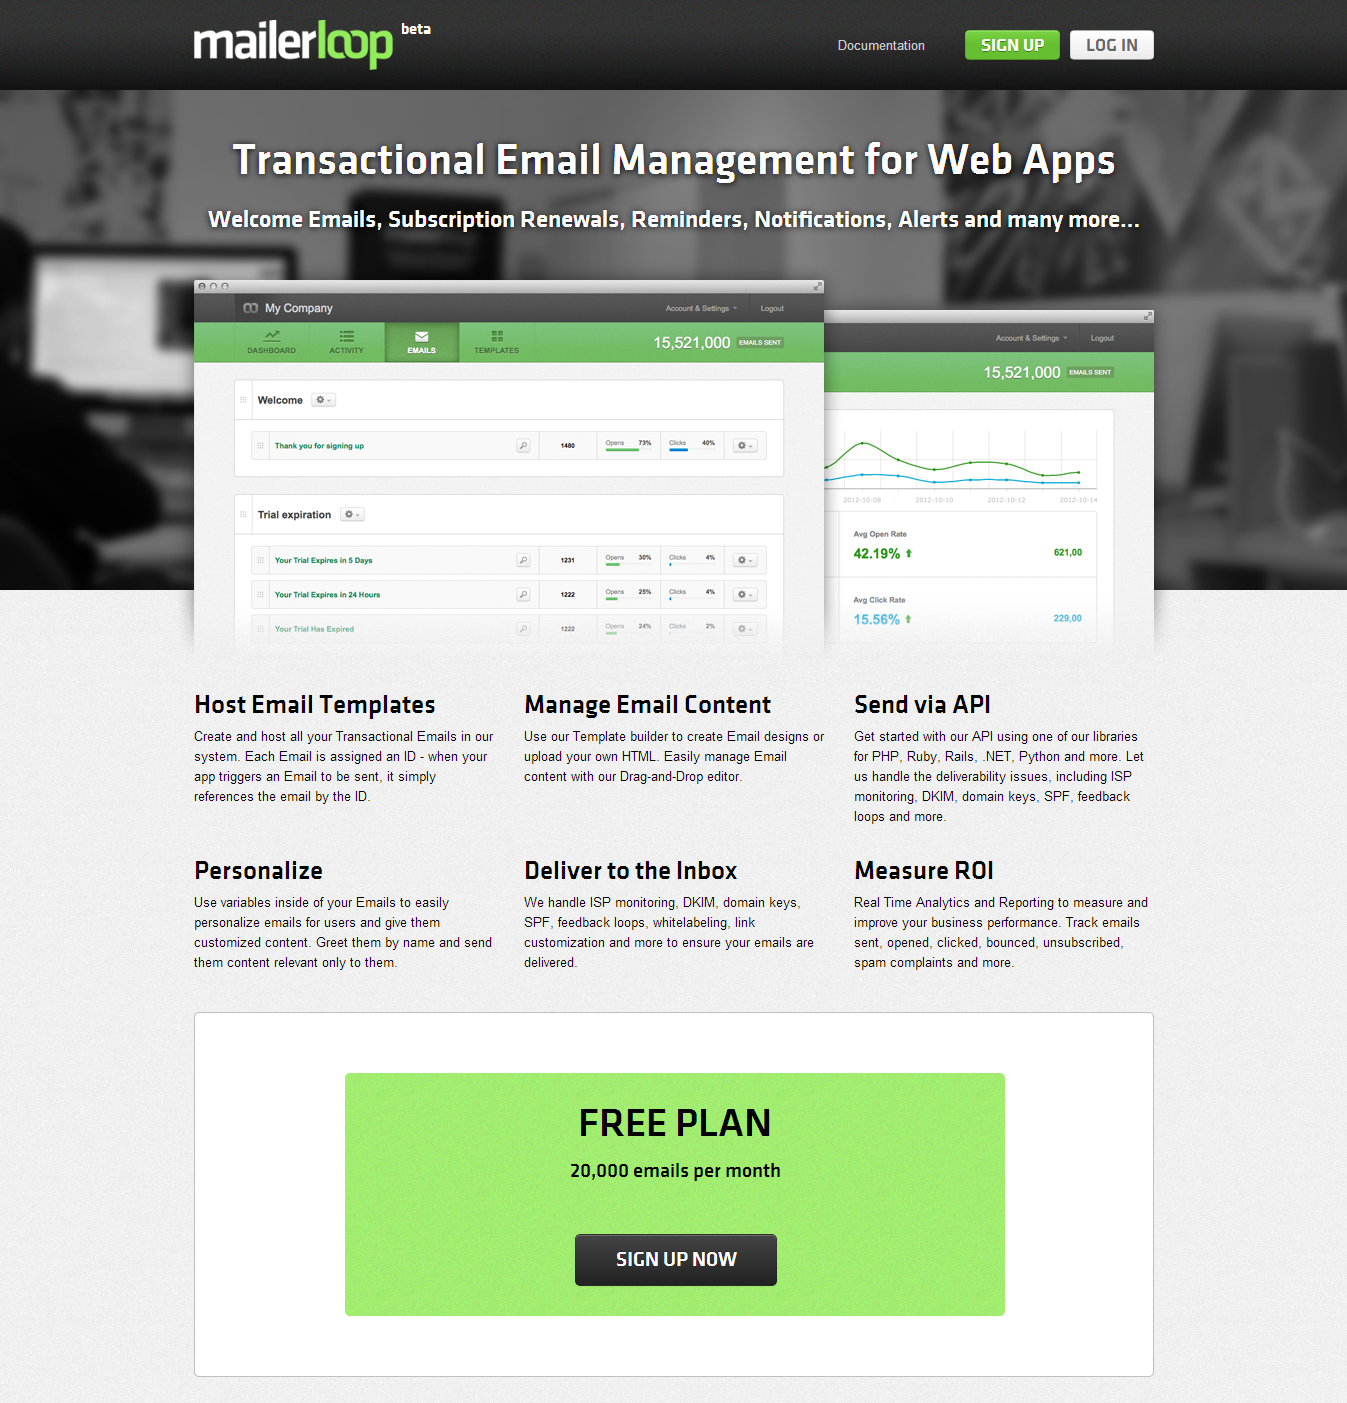 mailerloop beta
Documentation
SIGN UP
LOG IN
Transactional Email Management for Web Apps
Welcome Emails, Subscription Renewals, Reminders, Notifications, Alerts and many more...
My Company
Account & Settings
Logout
DASHBOARD
ACTIVITY
EMAILS
TEMPLATES
15,521,000 EMAILS SENT
Welcome
Thank you for signing up
1480
Opens 73%
Clicks 40%
Trial expiration
Your Trial Expires in 5 Days
1231
Opens 30%
Clicks 4%
Your Trial Expires in 24 Hours
1222
Opens 25%
Clicks 4%
Your Trial Has Expired
1222
Opens 24%
Clicks 2%
Account & Settings
Logout
15,521,000 EMAILS SENT
2012-10-08
2012-10-10
2012-10-12
2012-10-14
Avg Open Rate
42.19%
621,00
Avg Click Rate
15.56%
229,00
Host Email Templates
Create and host all your Transactional Emails in our
system. Each Email is assigned an ID - when your
app triggers an Email to be sent, it simply
references the email by the ID.
Manage Email Content
Use our Template builder to create Email designs or
upload your own HTML. Easily manage Email
content with our Drag-and-Drop editor.
Send via API
Get started with our API using one of our libraries
for PHP, Ruby, Rails, .NET, Python and more. Let
us handle the deliverability issues, including ISP
monitoring, DKIM, domain keys, SPF, feedback
loops and more.
Personalize
Use variables inside of your Emails to easily
personalize emails for users and give them
customized content. Greet them by name and send
them content relevant only to them.
Deliver to the Inbox
We handle ISP monitoring, DKIM, domain keys,
SPF, feedback loops, whitelabeling, link
customization and more to ensure your emails are
delivered.
Measure ROI
Real Time Analytics and Reporting to measure and
improve your business performance. Track emails
sent, opened, clicked, bounced, unsubscribed,
spam complaints and more.
FREE PLAN
20,000 emails per month
SIGN UP NOW